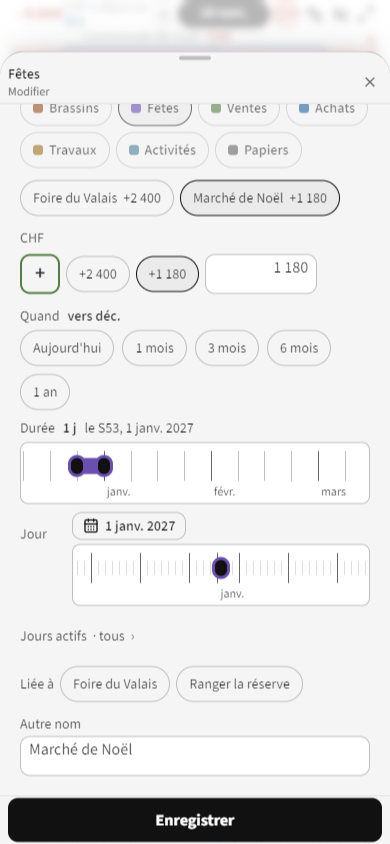 Fêtes
Modifier
Brassins Fêtes Ventes Achats
Travaux Activités Papiers
Foire du Valais +2 400 Marché de Noël +1 180
CHF
+ +2 400 +1 180 1 180
Quand vers déc.
Aujourd'hui 1 mois 3 mois 6 mois
1 an
Durée 1 j le S53, 1 janv. 2027
janv. févr. mars
Jour 1 janv. 2027
janv.
Jours actifs · tous ›
Liée à Foire du Valais Ranger la réserve
Autre nom
Marché de Noël
Enregistrer